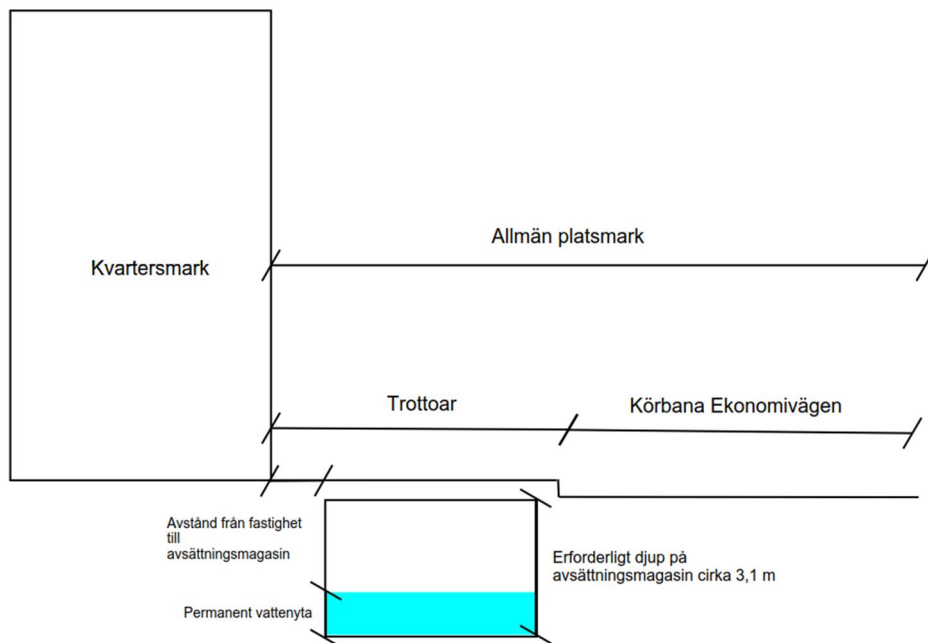 Allmän platsmark
Kvartersmark
Trottoar
Körbana Ekonomivägen
Avstånd från fastighet
till
avsättningsmagasin
Erforderligt djup på
avsättningsmagasin cirka 3,1 m
Permanent vattenyta